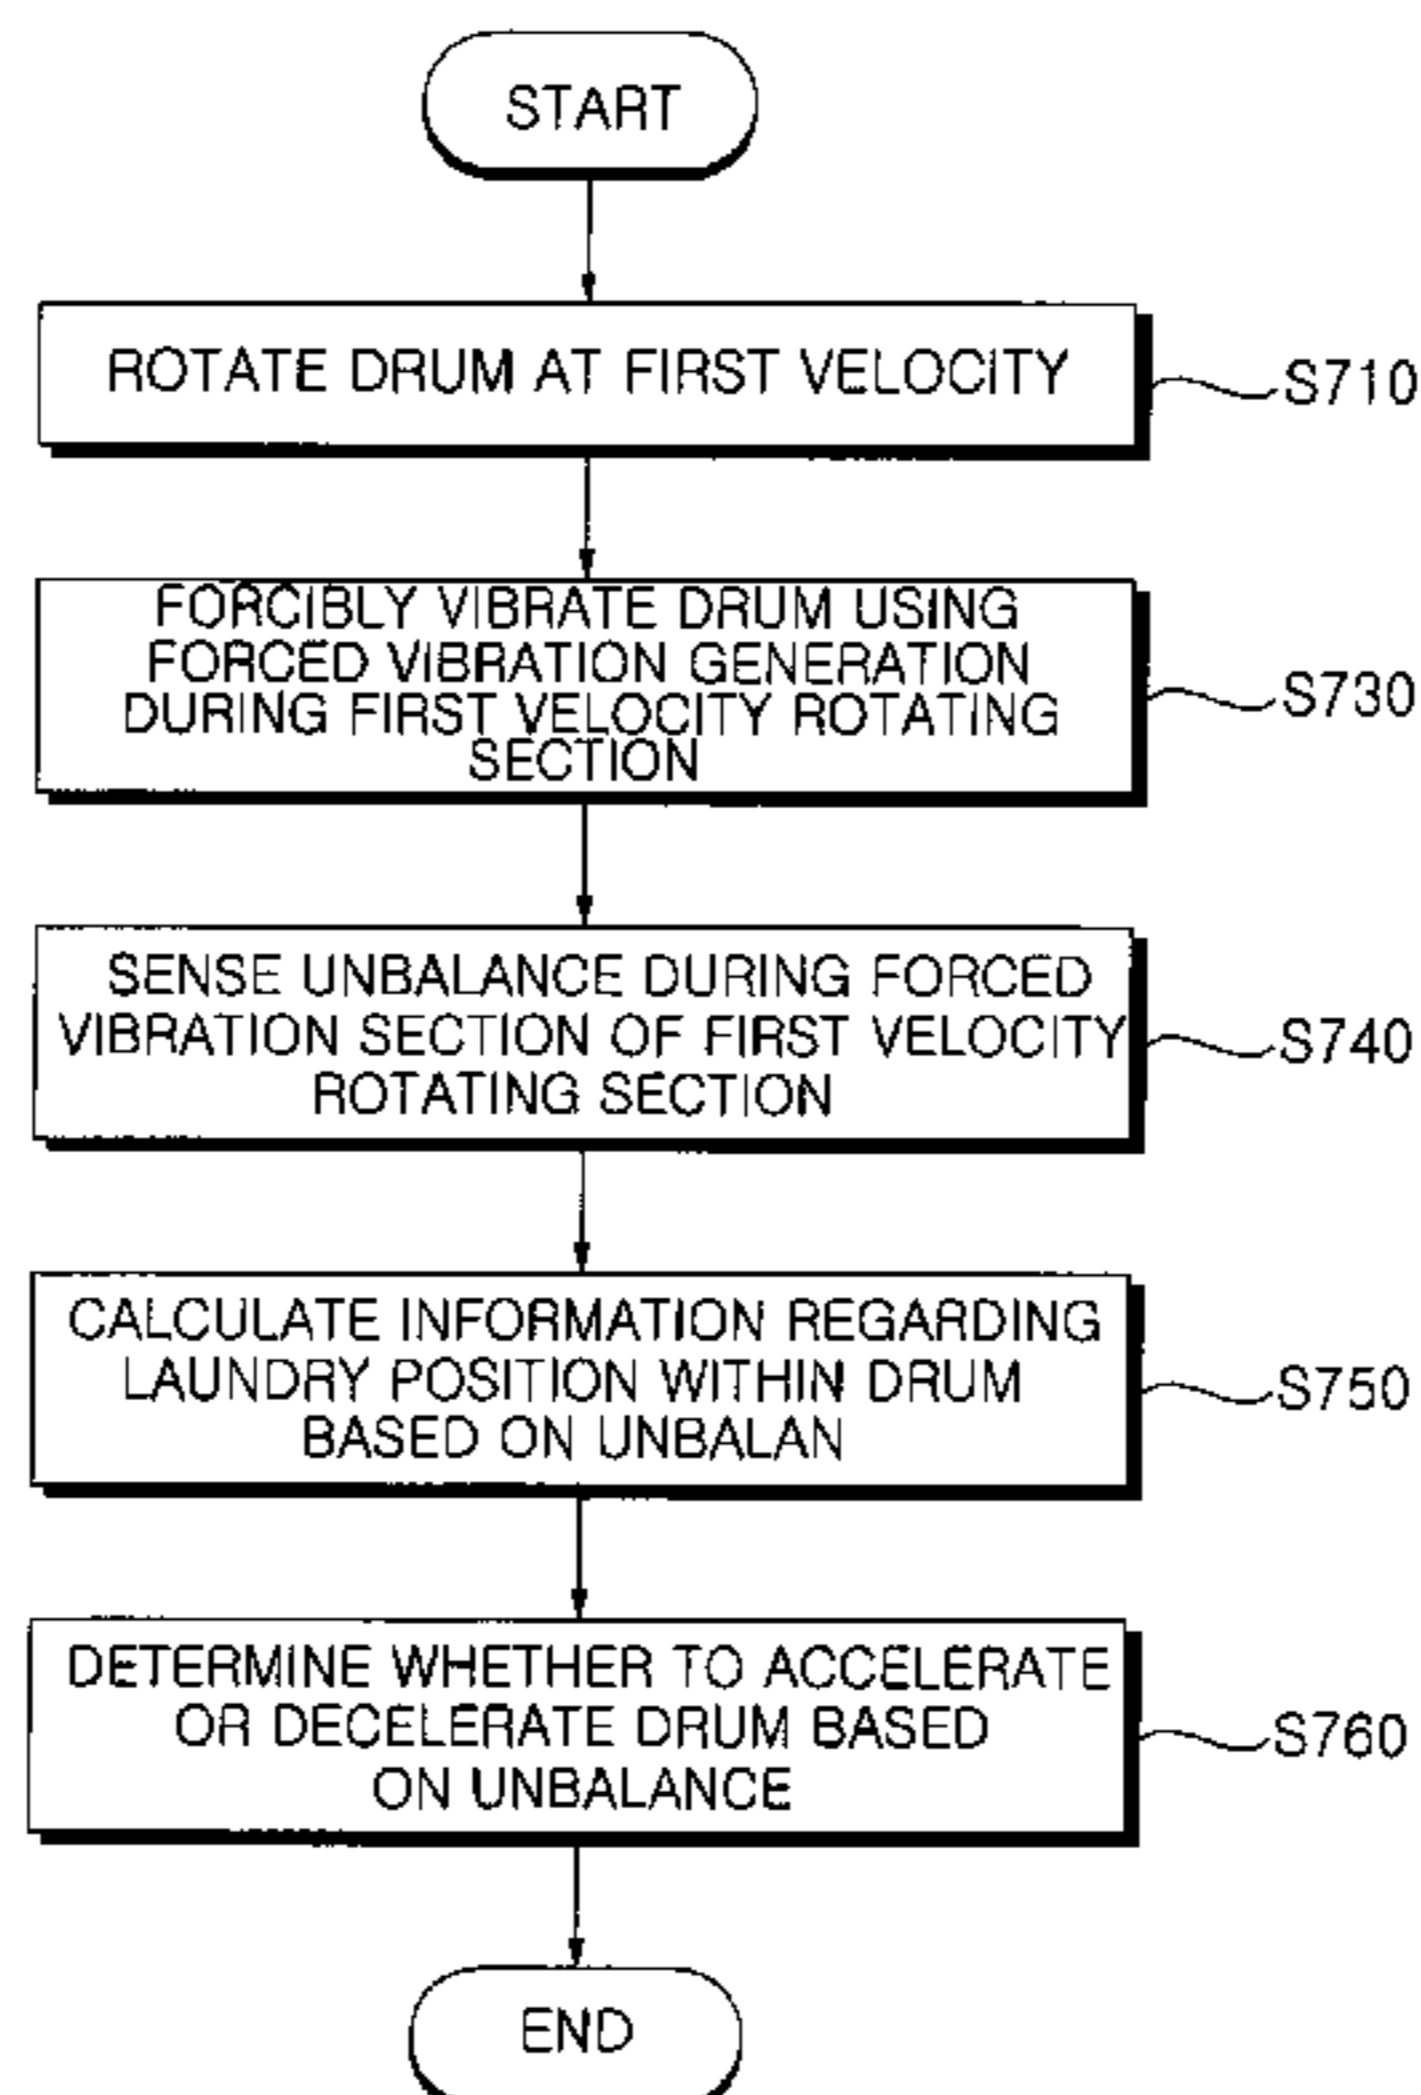 START
ROTATE DRUM AT FIRST VELOCITY
S710
FORCIBLY VIBRATE DRUM USING
FORCED VIBRATION GENERATION
DURING FIRST VELOCITY ROTATING
SECTION
S730
SENSE UNBALANCE DURING FORCED
VIBRATION SECTION OF FIRST VELOCITY
ROTATING SECTION
S740
CALCULATE INFORMATION REGARDING
LAUNDRY POSITION WITHIN DRUM
BASED ON UNBALAN
S750
DETERMINE WHETHER TO ACCELERATE
OR DECELERATE DRUM BASED
ON UNBALANCE
S760
END